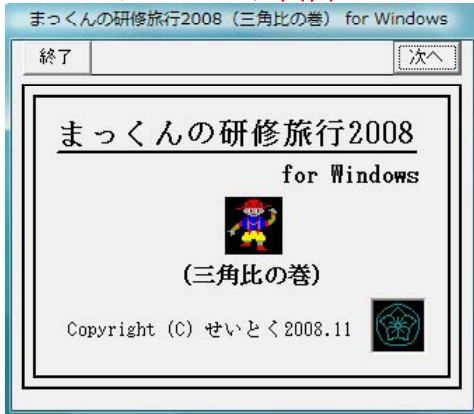 まっくんの研修旅行2008（三角比の巻） for Windows
終了 次へ
まっくんの研修旅行2008
for Windows
(三角比の巻)
Copyright (C) せいとく2008.11